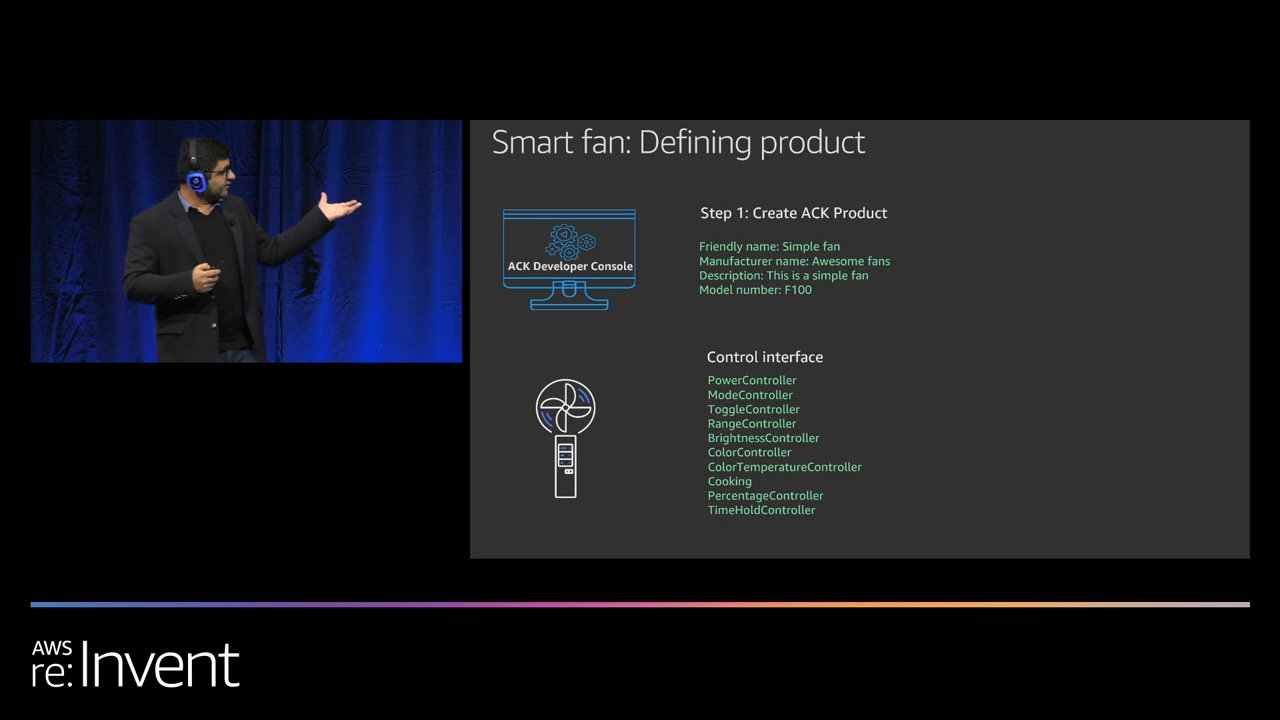 Smart fan: Defining product
ACK Developer Console
Step 1: Create ACK Product
Friendly name: Simple fan
Manufacturer name: Awesome fans
Description: This is a simple fan
Model number: F100
Control interface
PowerController
ModeController
ToggleController
RangeController
BrightnessController
ColorController
ColorTemperatureController
Cooking
PercentageController
TimeHoldController
AWS
re:Invent